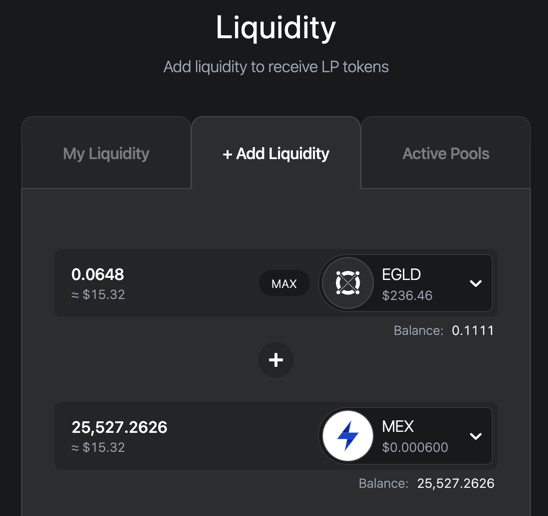 Liquidity
Add liquidity to receive LP tokens
My Liquidity
+ Add Liquidity
Active Pools
0.0648
≈ $15.32
MAX
EGLD
$236.46
Balance: 0.1111
+
25,527.2626
≈ $15.32
MEX
$0.000600
Balance: 25,527.2626